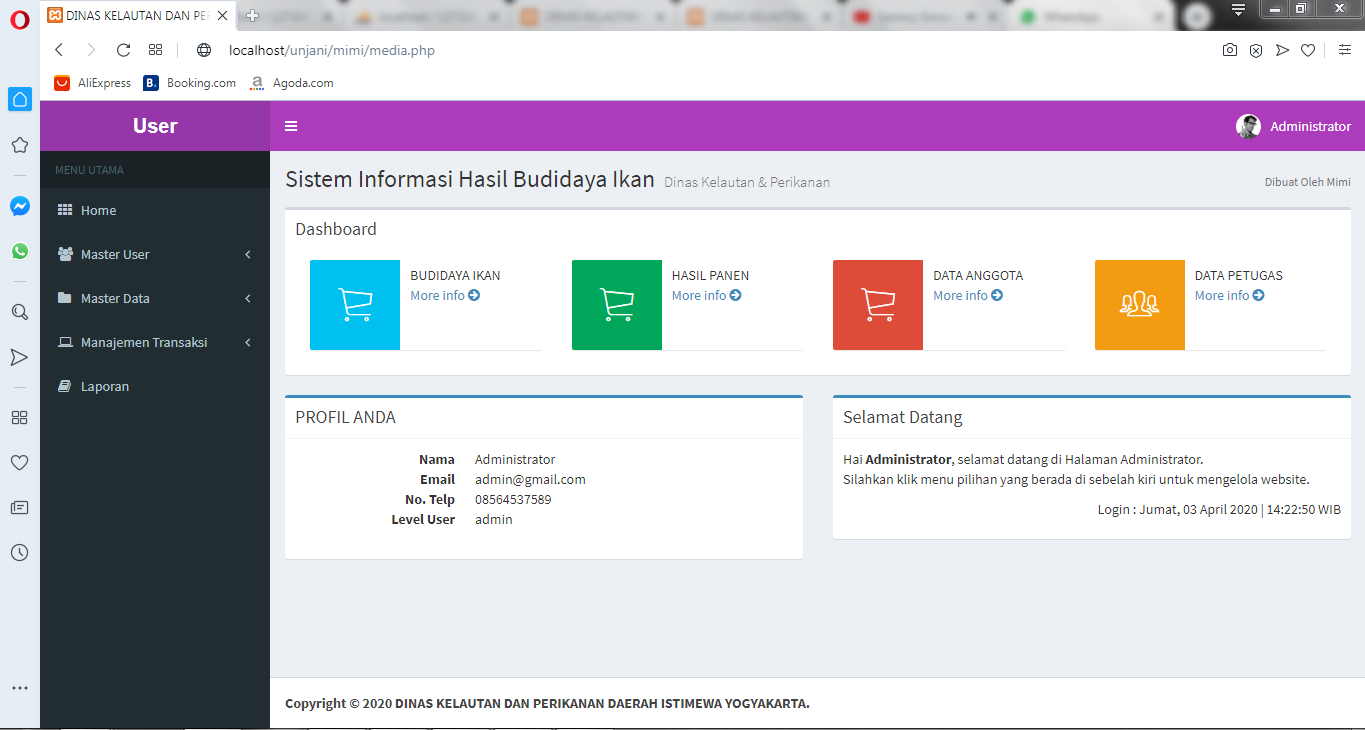 DINAS KELAUTAN DAN PE
localhost/unjani/mimi/media.php
AliExpress
B.
Booking.com
a
Agoda.com
User
Administrator
MENU UTAMA
Home
Master User
Master Data
Manajemen Transaksi
Laporan
Sistem Informasi Hasil Budidaya Ikan Dinas Kelautan & Perikanan
Dibuat Oleh Mimi
Dashboard
BUDIDAYA IKAN
More info
HASIL PANEN
More info
DATA ANGGOTA
More info
DATA PETUGAS
More info
PROFIL ANDA
Nama Administrator
Email admin@gmail.com
No. Telp 08564537589
Level User admin
Selamat Datang
Hai Administrator, selamat datang di Halaman Administrator.
Silahkan klik menu pilihan yang berada di sebelah kiri untuk mengelola website.
Login : Jumat, 03 April 2020 | 14:22:50 WIB
Copyright © 2020 DINAS KELAUTAN DAN PERIKANAN DAERAH ISTIMEWA YOGYAKARTA.